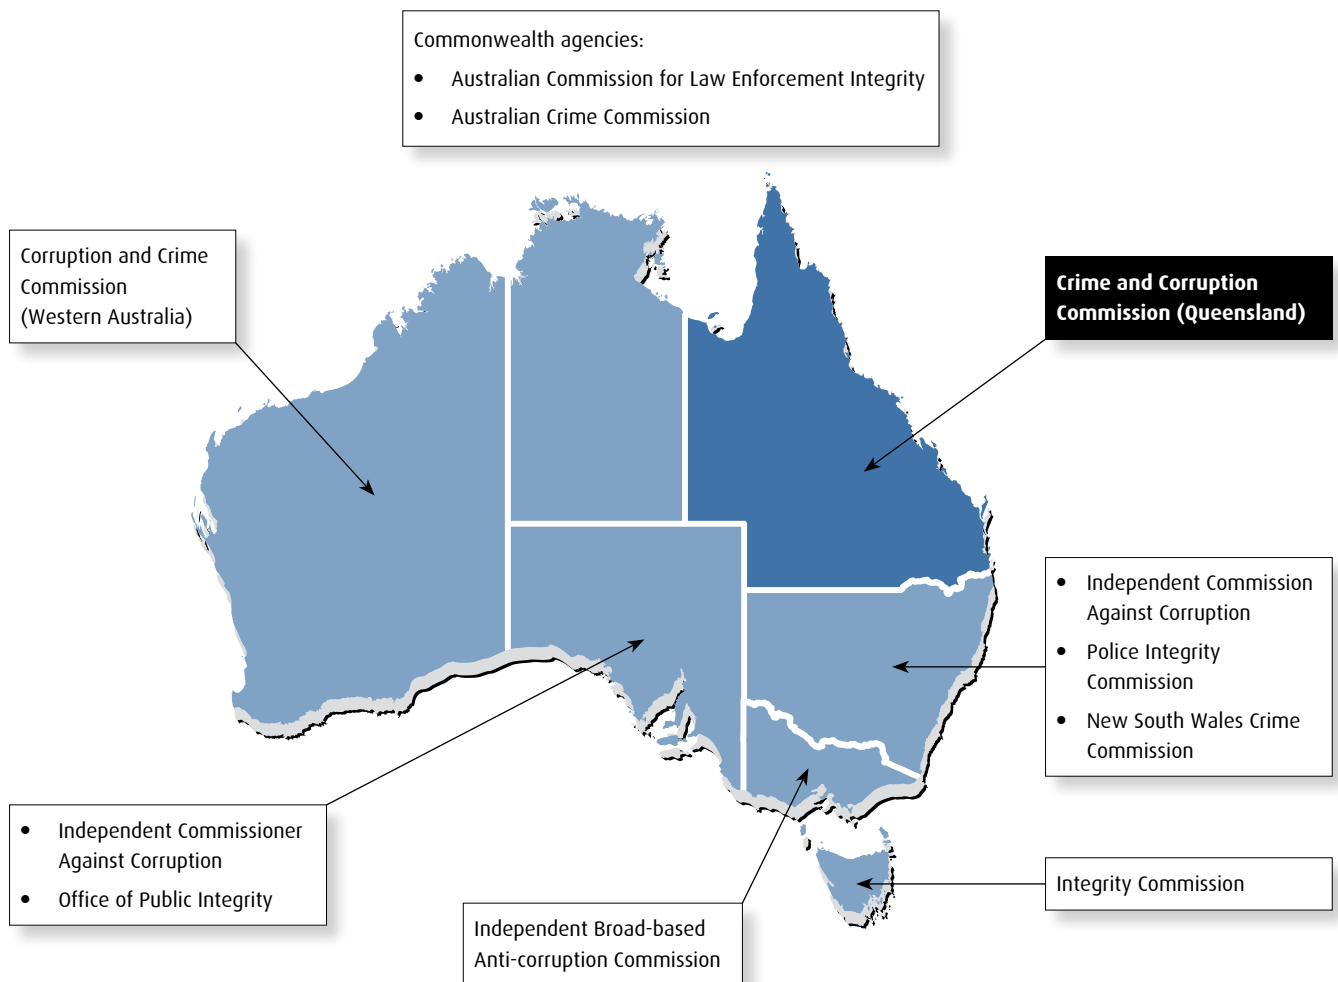 Commonwealth agencies:
• Australian Commission for Law Enforcement Integrity
• Australian Crime Commission
Corruption and Crime
Commission
(Western Australia)
Crime and Corruption
Commission (Queensland)
• Independent Commission
Against Corruption
• Police Integrity
Commission
• New South Wales Crime
Commission
• Independent Commissioner
Against Corruption
• Office of Public Integrity
Integrity Commission
Independent Broad-based
Anti-corruption Commission